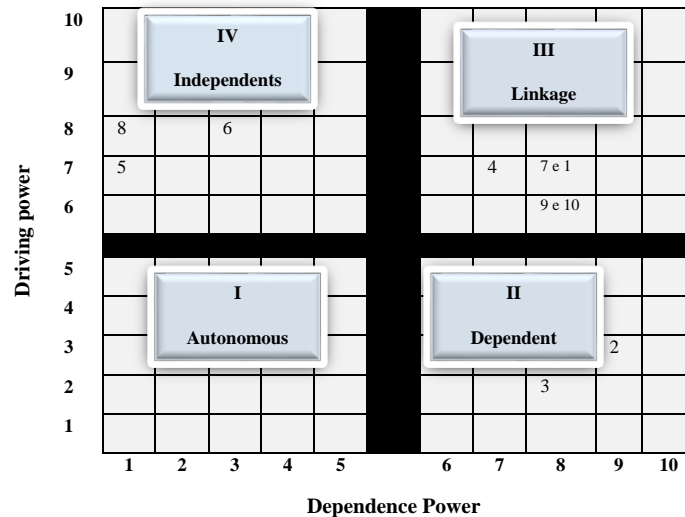 10
IV
III
9
Independents
Linkage
8
8
6
7
5
4
7 e 1
6
9 e 10
Driving power
5
I
II
4
Autonomous
Dependent
3
2
2
3
1
1 2 3 4 5 6 7 8 9 10
Dependence Power